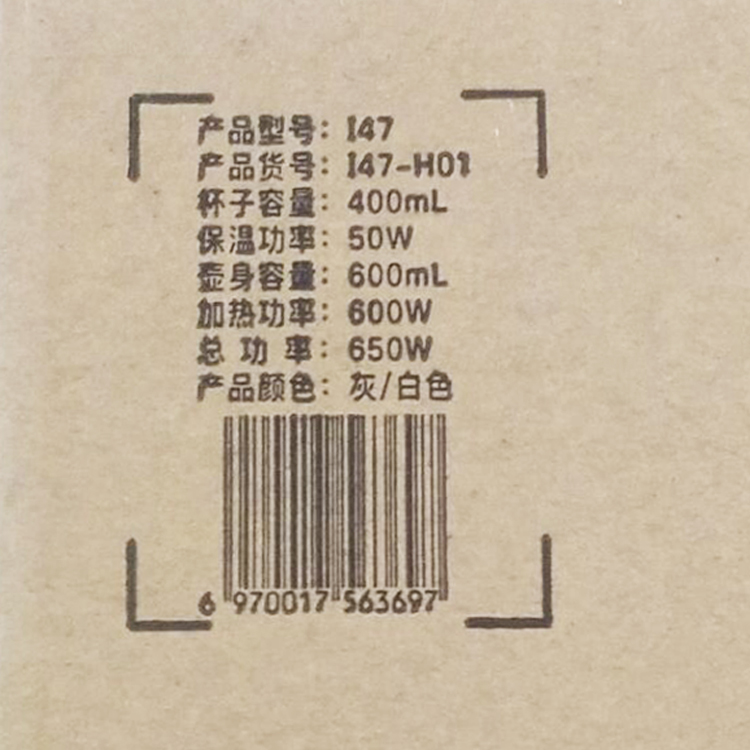 产品型号：I47
产品货号：I47-H01
杯子容量：400mL
保温功率：50W
壶身容量：600mL
加热功率：600W
总功率：650W
产品颜色：灰/白色
6 970017 563697